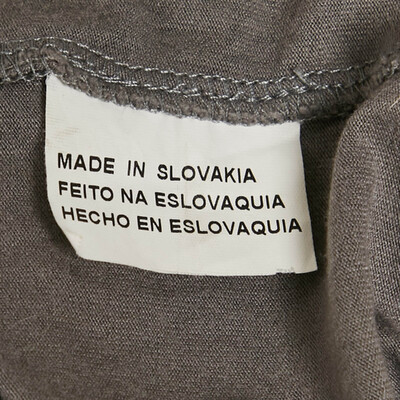 MADE IN SLOVAKIA
FEITO NA ESLOVAQUIA
HECHO EN ESLOVAQUIA